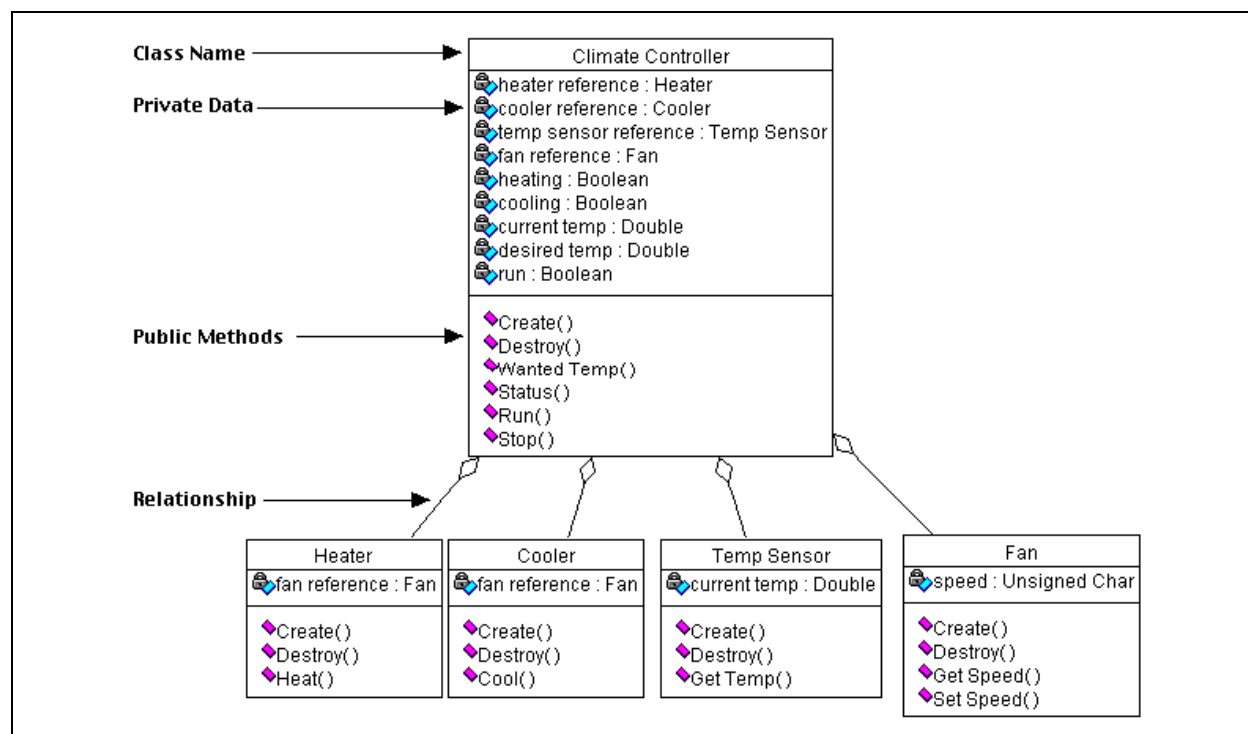 Class Name
Climate Controller
Private Data
heater reference : Heater
cooler reference : Cooler
temp sensor reference : Temp Sensor
fan reference : Fan
heating : Boolean
cooling : Boolean
current temp : Double
desired temp : Double
run : Boolean
Public Methods
Create()
Destroy()
Wanted Temp()
Status()
Run()
Stop()
Relationship
Heater
fan reference : Fan
Create()
Destroy()
Heat()
Cooler
fan reference : Fan
Create()
Destroy()
Cool()
Temp Sensor
current temp : Double
Create()
Destroy()
Get Temp()
Fan
speed : Unsigned Char
Create()
Destroy()
Get Speed()
Set Speed()